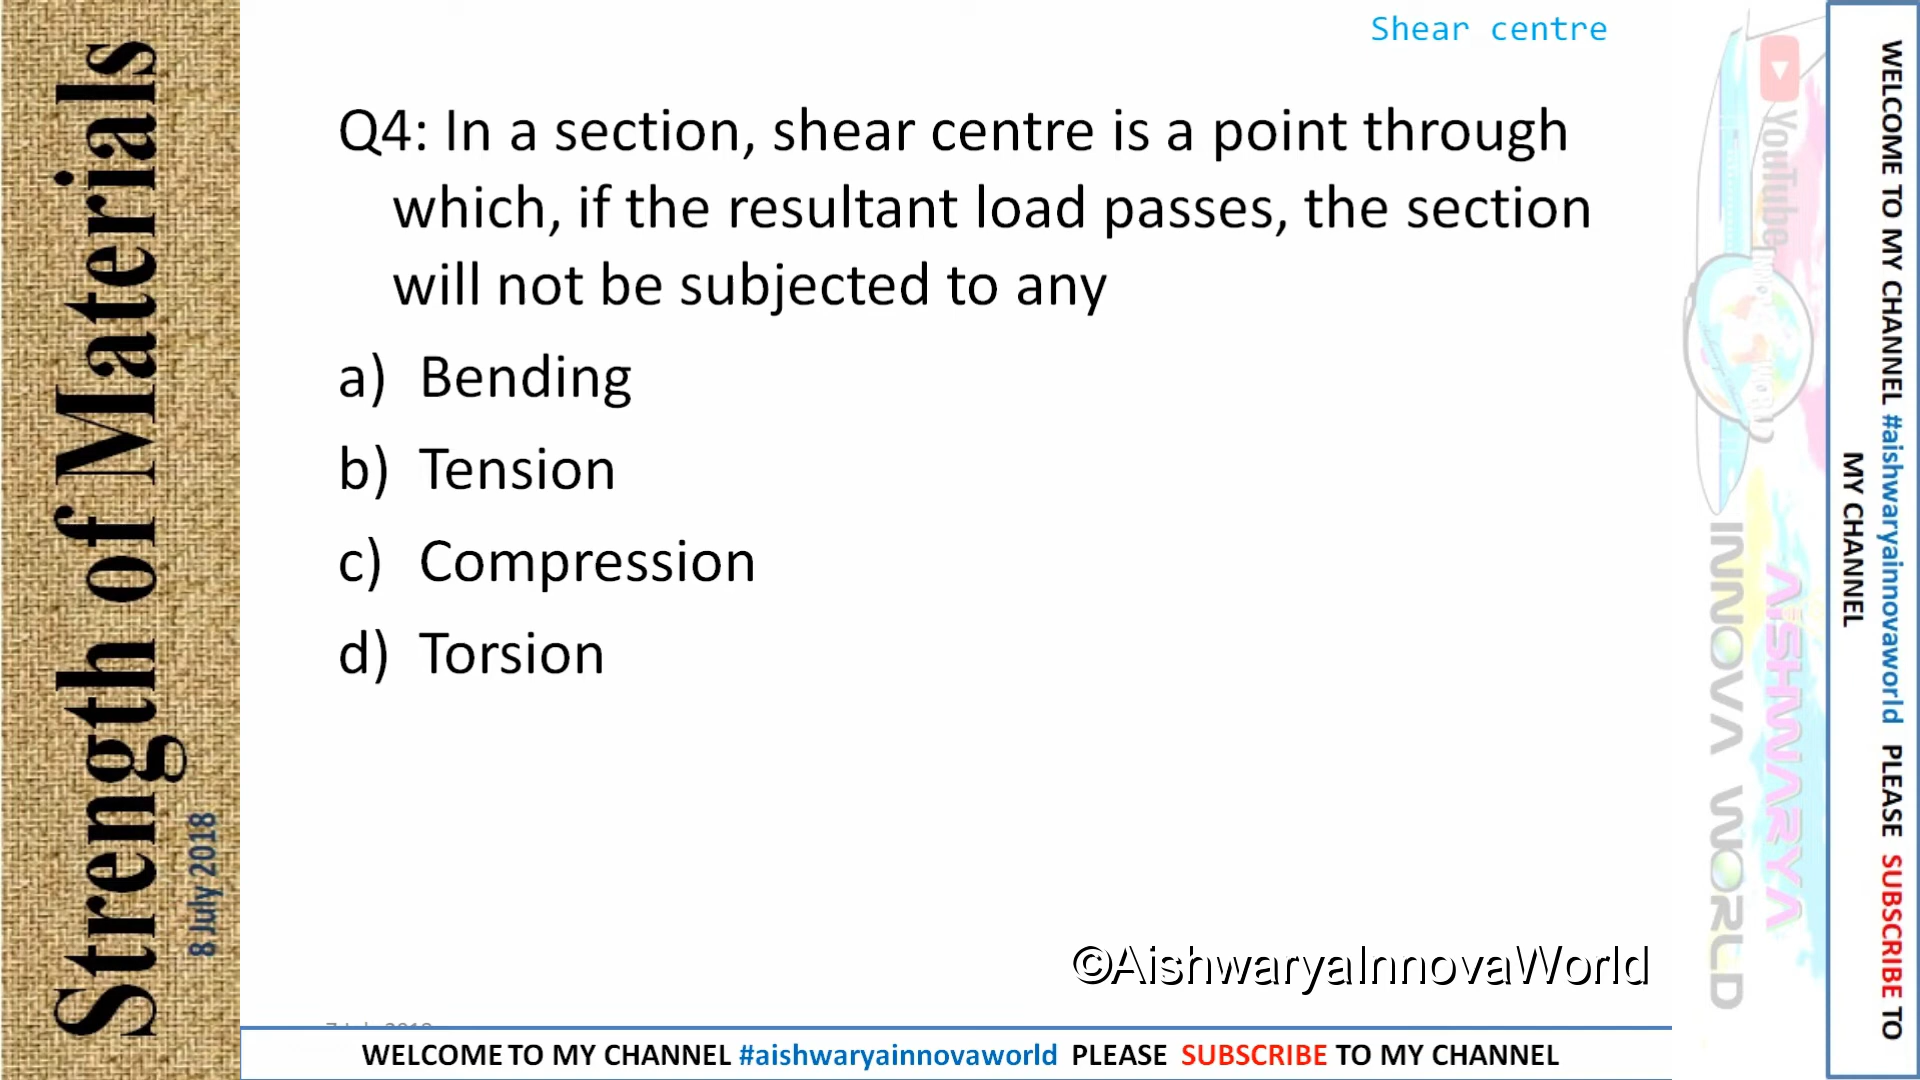 Shear centre
Q4: In a section, shear centre is a point through
which, if the resultant load passes, the section
will not be subjected to any
a) Bending
b) Tension
c) Compression
d) Torsion
©AishwaryaInnovaWorld
WELCOME TO MY CHANNEL #aishwaryainnovaworld PLEASE SUBSCRIBE TO MY CHANNEL
Strength of Materials
8 July 2018
YouTube
INNOVA WORLD
AISHWARYA
WELCOME TO MY CHANNEL #aishwaryainnovaworld PLEASE SUBSCRIBE TO
MY CHANNEL